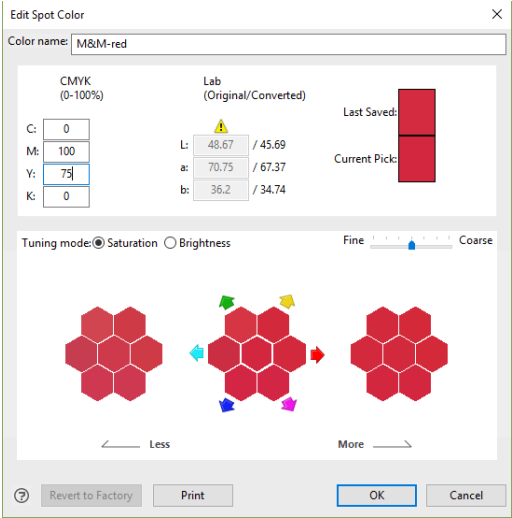 Edit Spot Color
Color name: M&M-red
CMYK
(0-100%)
Lab
(Original/Converted)
Last Saved:
Current Pick:
C: 0
M: 100
Y: 75
K: 0
L: 48.67 / 45.69
a: 70.75 / 67.37
b: 36.2 / 34.74
Tuning mode: Saturation Brightness
Fine Coarse
Less
More
? Revert to Factory Print OK Cancel